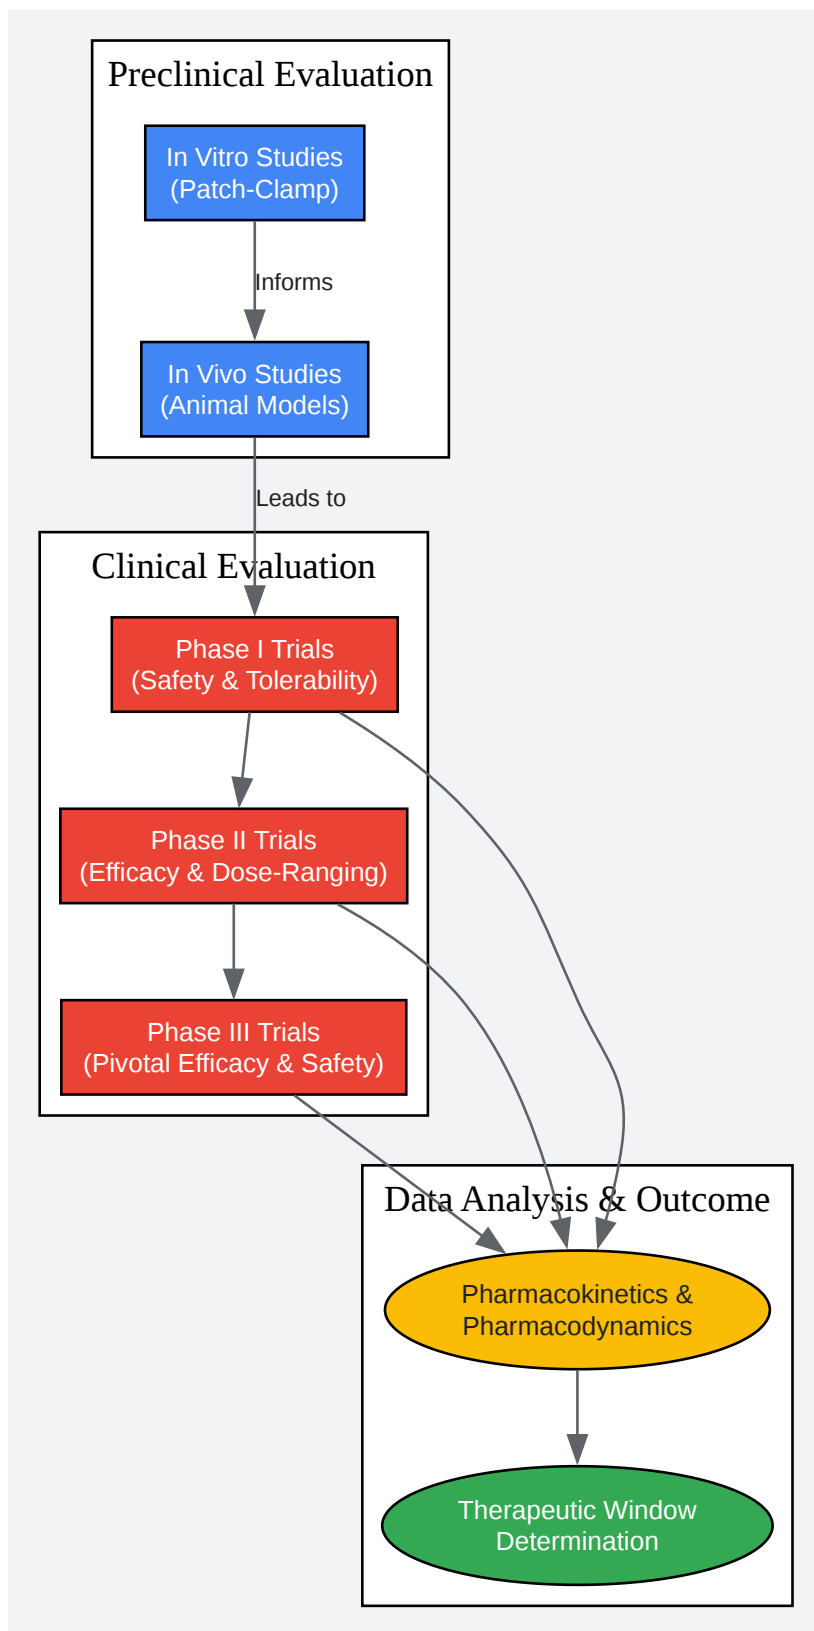 Preclinical Evaluation
In Vitro Studies
(Patch-Clamp)
Informs
In Vivo Studies
(Animal Models)
Leads to
Clinical Evaluation
Phase I Trials
(Safety & Tolerability)
Phase II Trials
(Efficacy & Dose-Ranging)
Phase III Trials
(Pivotal Efficacy & Safety)
Data Analysis & Outcome
Pharmacokinetics &
Pharmacodynamics
Therapeutic Window
Determination